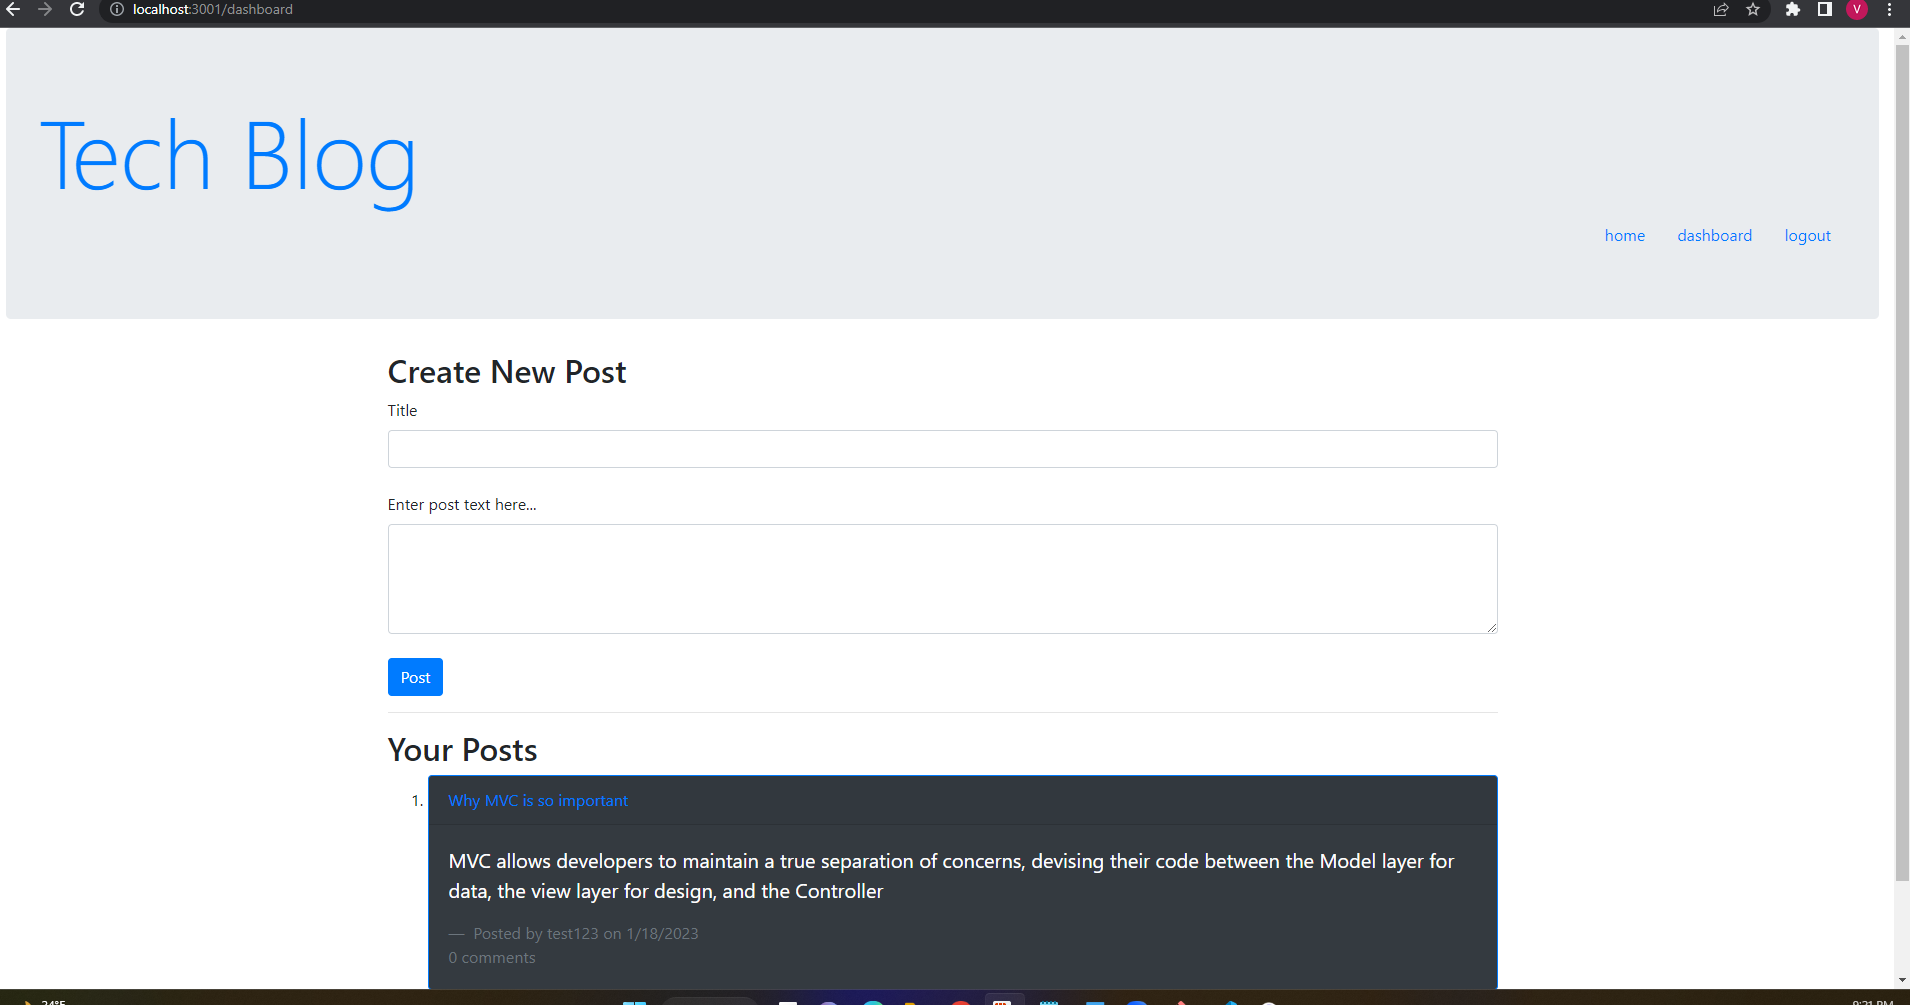 localhost:3001/dashboard
V
Tech Blog
home dashboard logout
Create New Post
Title
Enter post text here...
Post
Your Posts
1. Why MVC is so important
MVC allows developers to maintain a true separation of concerns, devising their code between the Model layer for
data, the view layer for design, and the Controller
— Posted by test123 on 1/18/2023
0 comments